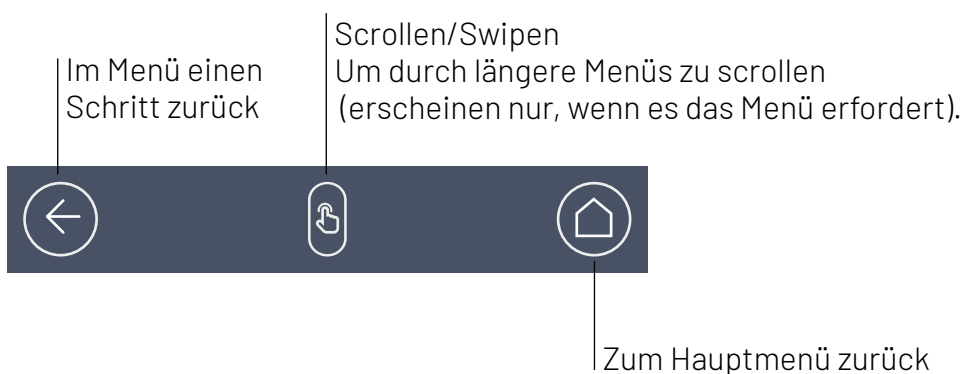 Scrollen/Swipen
Um durch längere Menüs zu scrollen
(erscheinen nur, wenn es das Menü erfordert).
Im Menü einen
Schritt zurück
Zum Hauptmenü zurück